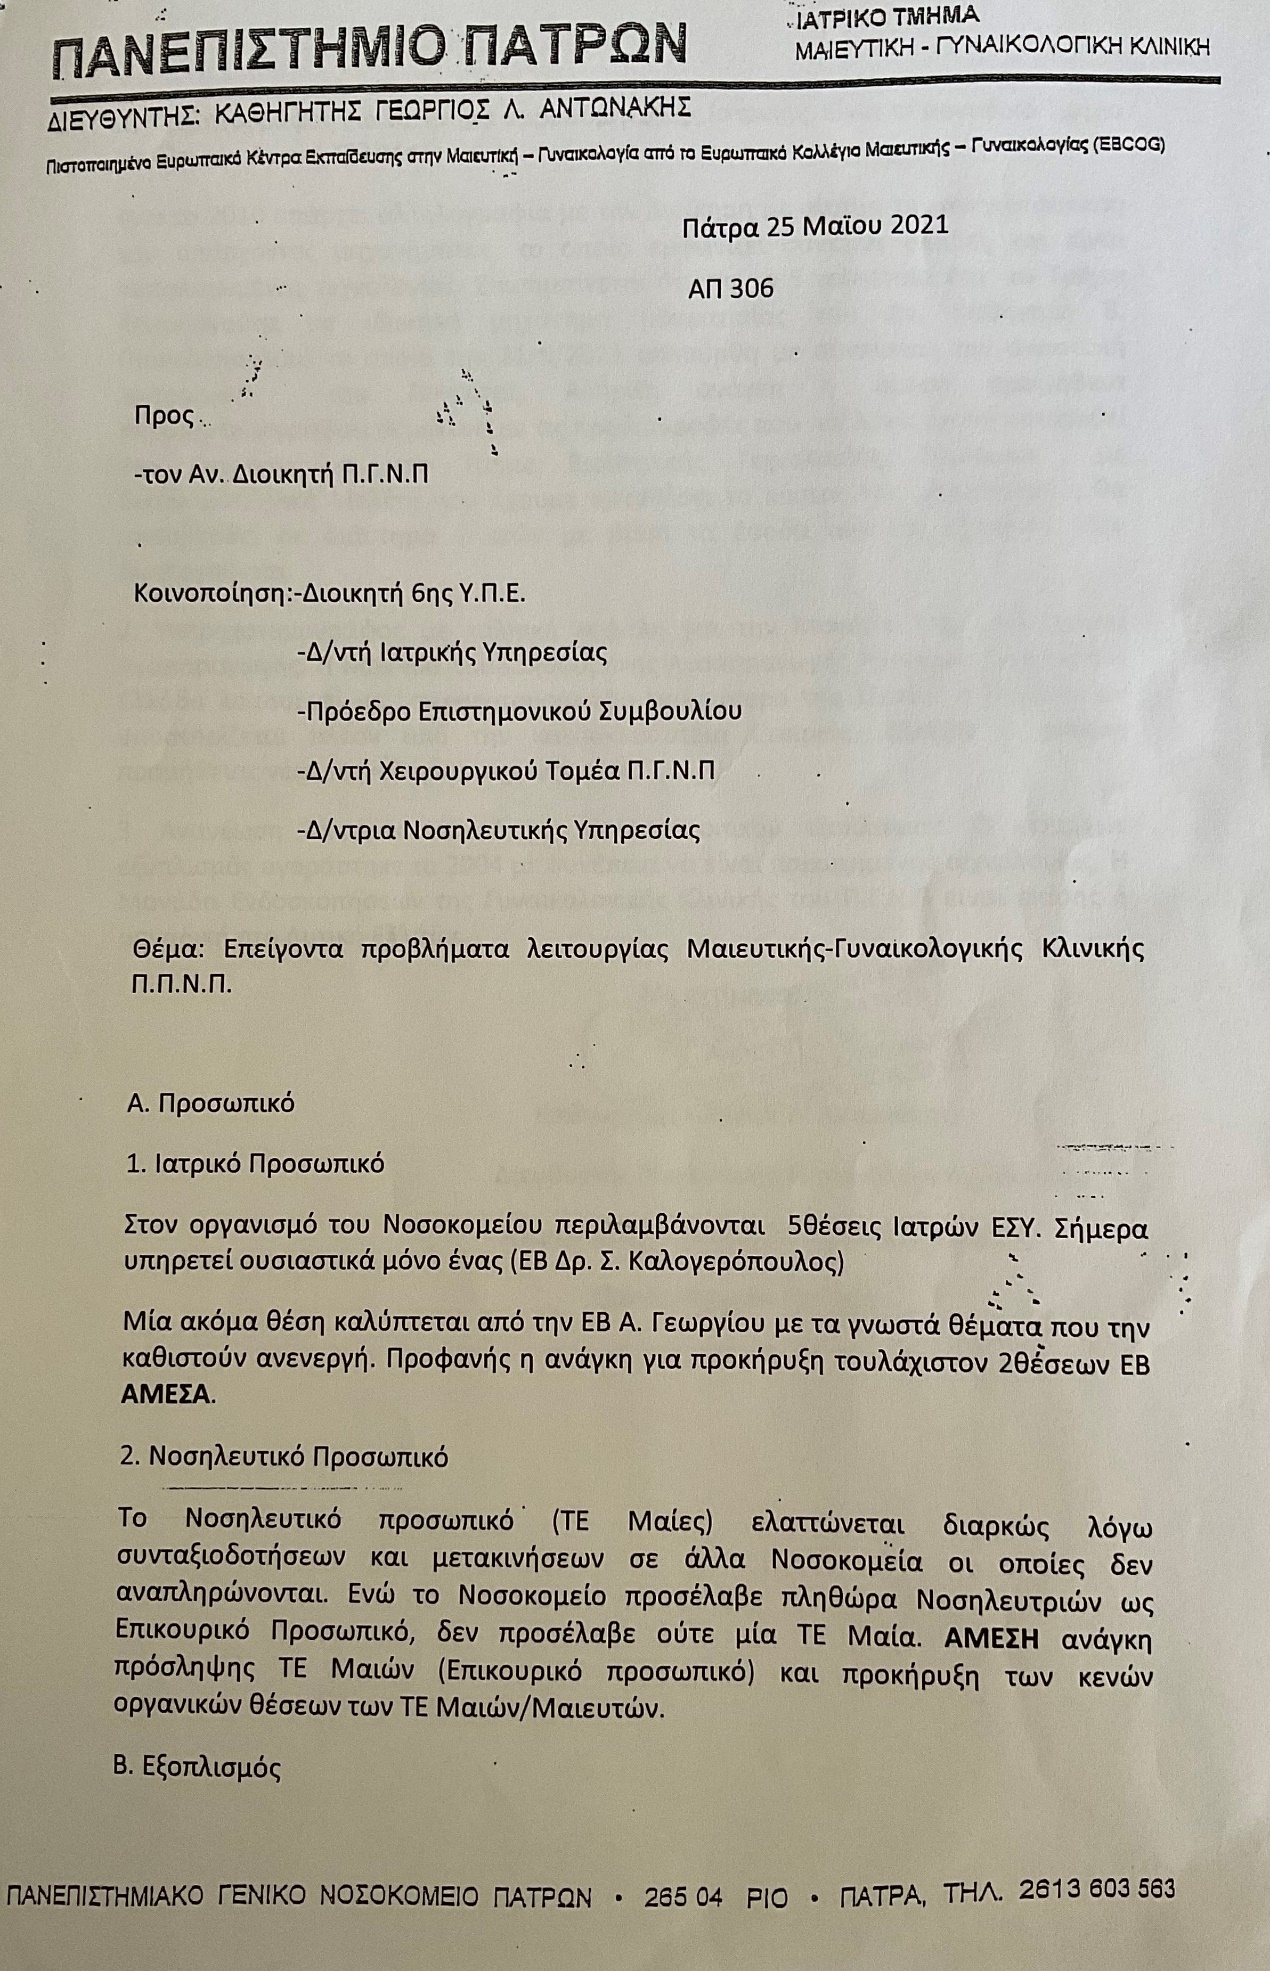 ΠΑΝΕΠΙΣΤΗΜΙΟ ΠΑΤΡΩΝ
ΙΑΤΡΙΚΟ ΤΜΗΜΑ
ΜΑΙΕΥΤΙΚΗ - ΓΥΝΑΙΚΟΛΟΓΙΚΗ ΚΛΙΝΙΚΗ
ΔΙΕΥΘΥΝΤΗΣ: ΚΑΘΗΓΗΤΗΣ ΓΕΩΡΓΙΟΣ Λ. ΑΝΤΩΝΑΚΗΣ
Πιστοποιημένο Ευρωπαικό Κέντρο Εκπαίδευσης στην Μαιευτική – Γυναικολογία από το Ευρωπαικό Κολλέγιο Μαιευτικής – Γυναικολογίας (EBCOG)
Πάτρα 25 Μαΐου 2021
ΑΠ 306
Προς
-τον Αν. Διοικητή Π.Γ.Ν.Π
Κοινοποίηση:-Διοικητή 6ης Υ.Π.Ε.
-Δ/ντή Ιατρικής Υπηρεσίας
-Πρόεδρο Επιστημονικού Συμβουλίου
-Δ/ντή Χειρουργικού Τομέα Π.Γ.Ν.Π
-Δ/ντρια Νοσηλευτικής Υπηρεσίας
Θέμα: Επείγοντα προβλήματα λειτουργίας Μαιευτικής-Γυναικολογικής Κλινικής
Π.Π.Ν.Π.
Α. Προσωπικό
1. Ιατρικό Προσωπικό
Στον οργανισμό του Νοσοκομείου περιλαμβάνονται 5θέσεις Ιατρών ΕΣΥ. Σήμερα
υπηρετεί ουσιαστικά μόνο ένας (ΕΒ Δρ. Σ. Καλογερόπουλος)
Μία ακόμα θέση καλύπτεται από την ΕΒ Α. Γεωργίου με τα γνωστά θέματα που την
καθιστούν ανενεργή. Προφανής η ανάγκη για προκήρυξη τουλάχιστον 2θέσεων ΕΒ
ΑΜΕΣΑ.
2. Νοσηλευτικό Προσωπικό
Το Νοσηλευτικό προσωπικό (ΤΕ Μαίες) ελαττώνεται διαρκώς λόγω
συνταξιοδοτήσεων και μετακινήσεων σε άλλα Νοσοκομεία οι οποίες δεν
αναπληρώνονται. Ενώ το Νοσοκομείο προσέλαβε πληθώρα Νοσηλευτριών ως
Επικουρικό Προσωπικό, δεν προσέλαβε ούτε μία ΤΕ Μαία. ΑΜΕΣΗ ανάγκη
πρόσληψης ΤΕ Μαιών (Επικουρικό προσωπικό) και προκήρυξη των κενών
οργανικών θέσεων των ΤΕ Μαιών/Μαιευτών.
Β. Εξοπλισμός
ΠΑΝΕΠΙΣΤΗΜΙΑΚΟ ΓΕΝΙΚΟ ΝΟΣΟΚΟΜΕΙΟ ΠΑΤΡΩΝ • 265 04 ΡΙΟ • ΠΑΤΡΑ, ΤΗΛ. 2613 603 563